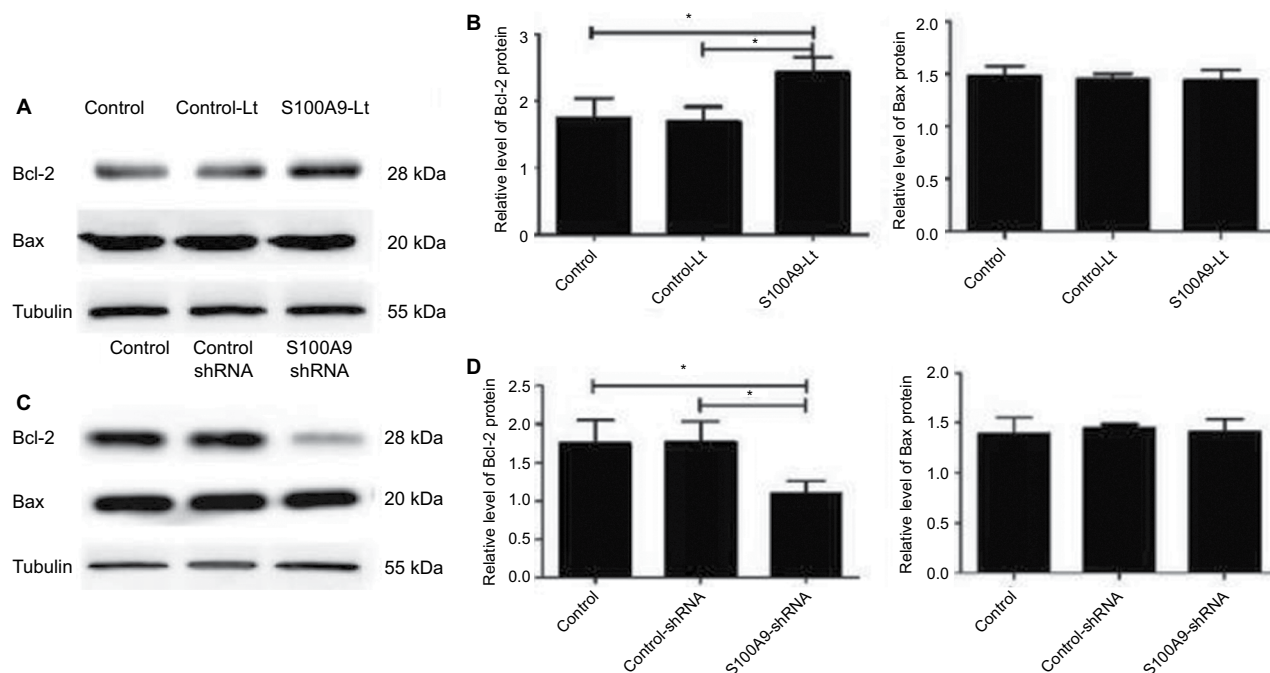 A
Control Control-Lt S100A9-Lt
Bcl-2 28 kDa
Bax 20 kDa
Tubulin 55 kDa
B
Relative level of Bcl-2 protein
3
2
1
0
*
*
Control
Control-Lt
S100A9-Lt
Relative level of Bax protein
2.0
1.5
1.0
0.5
0.0
Control
Control-Lt
S100A9-Lt
Control Control S100A9
shRNA shRNA
C
Bcl-2 28 kDa
Bax 20 kDa
Tubulin 55 kDa
D
Relative level of Bcl-2 protein
2.5
2.0
1.5
1.0
0.5
0.0
*
*
Control
Control-shRNA
S100A9-shRNA
Relative level of Bax protein
2.0
1.5
1.0
0.5
0.0
Control
Control-shRNA
S100A9-shRNA